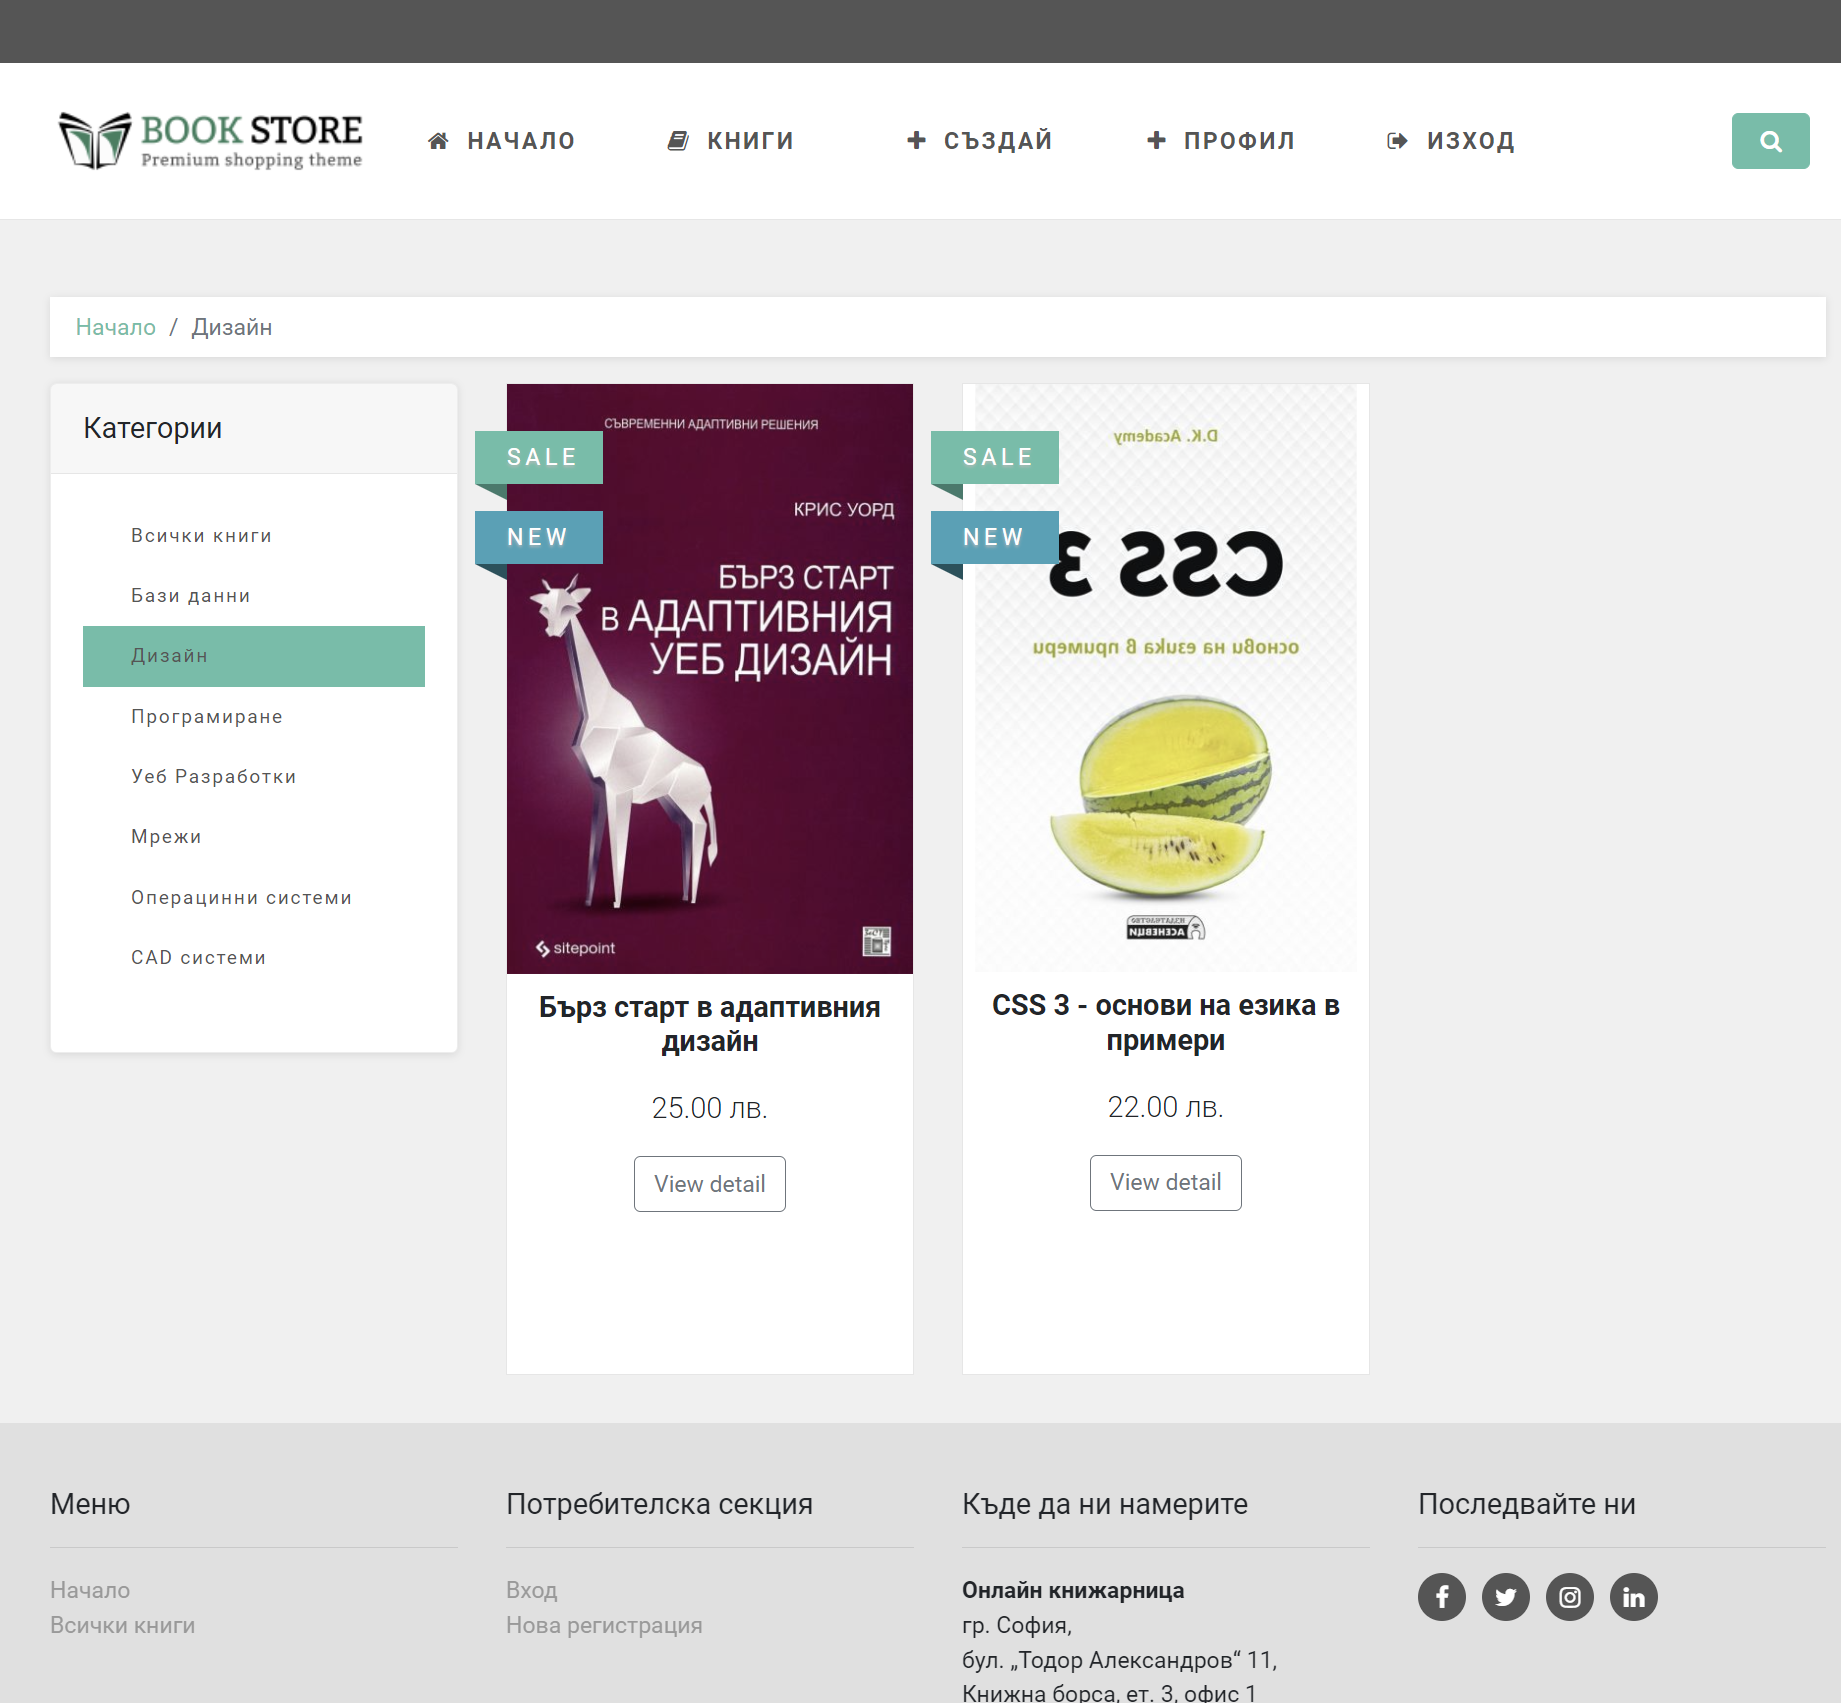 BOOK STORE
Premium shopping theme
НАЧАЛО
КНИГИ
СЪЗДАЙ
ПРОФИЛ
ИЗХОД
Начало / Дизайн
Категории
Всички книги
Бази данни
Дизайн
Програмиране
Уеб Разработки
Мрежи
Операцинни системи
CAD системи
SALE
NEW
СЪВРЕМЕННИ АДАПТИВНИ РЕШЕНИЯ
КРИС УОРД
БЪРЗ СТАРТ
В АДАПТИВНИЯ
УЕБ ДИЗАЙН
sitepoint
Бърз старт в адаптивния
дизайн
25.00 лв.
View detail
SALE
NEW
D.K. Academy
CSS 3
основи на езика в примери
АСЕНЕВЦИ
CSS 3 - основи на езика в
примери
22.00 лв.
View detail
Меню
Начало
Всички книги
Потребителска секция
Вход
Нова регистрация
Къде да ни намерите
Онлайн книжарница
гр. София,
бул. „Тодор Александров“ 11,
Книжна борса, ет. 3, офис 1
Последвайте ни